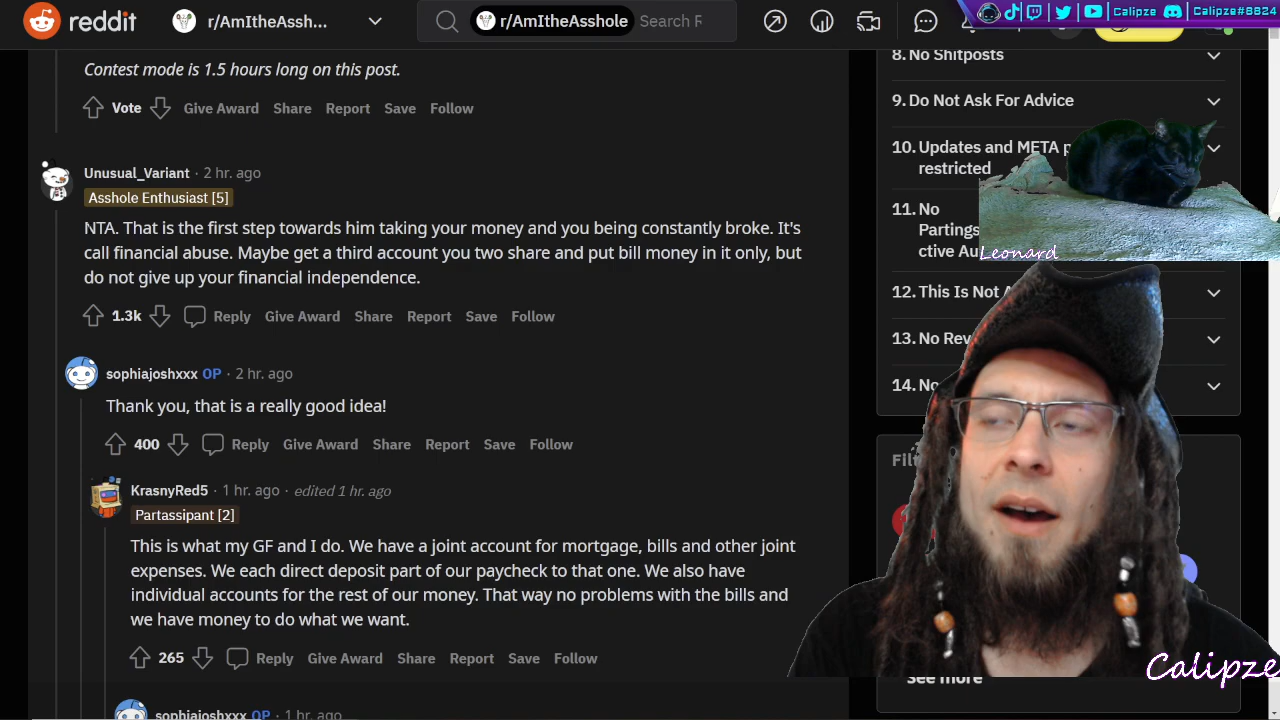 reddit
r/AmItheAssh...
r/AmItheAsshole
Calipze
Calipze#8824
Contest mode is 1.5 hours long on this post.
Vote Give Award Share Report Save Follow
Unusual_Variant · 2 hr. ago
Asshole Enthusiast [5]
NTA. That is the first step towards him taking your money and you being constantly broke. It's
call financial abuse. Maybe get a third account you two share and put bill money in it only, but
do not give up your financial independence.
1.3k Reply Give Award Share Report Save Follow
sophiajoshxxx OP · 2 hr. ago
Thank you, that is a really good idea!
400 Reply Give Award Share Report Save Follow
KrasnyRed5 · 1 hr. ago · edited 1 hr. ago
Partassipant [2]
This is what my GF and I do. We have a joint account for mortgage, bills and other joint
expenses. We each direct deposit part of our paycheck to that one. We also have
individual accounts for the rest of our money. That way no problems with the bills and
we have money to do what we want.
265 Reply Give Award Share Report Save Follow
sophiajoshxxx OP · 1 hr. ago
8. No Shitposts
9. Do Not Ask For Advice
10. Updates and META
restricted
11. No
Partings
12. This Is Not
13. No
14.
Leonard
See more
Calipze